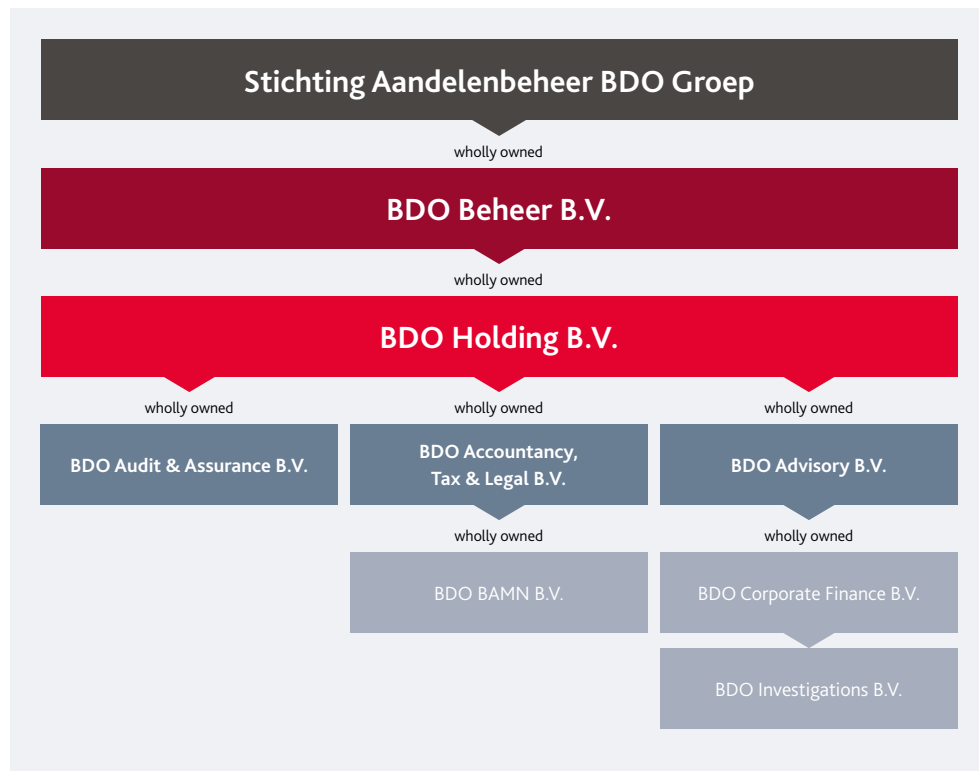 Stichting Aandelenbeheer BDO Groep
wholly owned
BDO Beheer B.V.
wholly owned
BDO Holding B.V.
wholly owned
wholly owned
wholly owned
BDO Audit & Assurance B.V.
BDO Accountancy,
Tax & Legal B.V.
BDO Advisory B.V.
wholly owned
wholly owned
BDO BAMN B.V.
BDO Corporate Finance B.V.
BDO Investigations B.V.